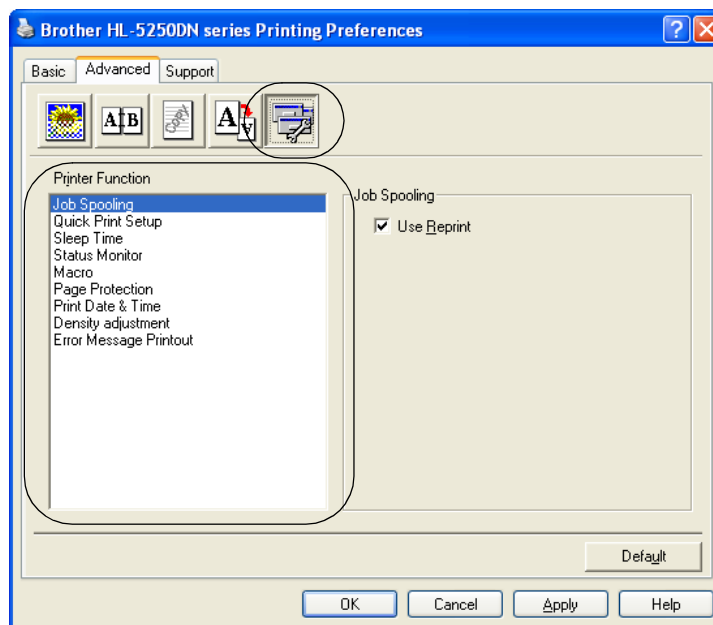 Brother HL-5250DN series Printing Preferences
Basic Advanced Support
A B
COPY
A A
Printer Function
Job Spooling
Quick Print Setup
Sleep Time
Status Monitor
Macro
Page Protection
Print Date & Time
Density adjustment
Error Message Printout
Job Spooling
Use Reprint
Default
OK Cancel Apply Help